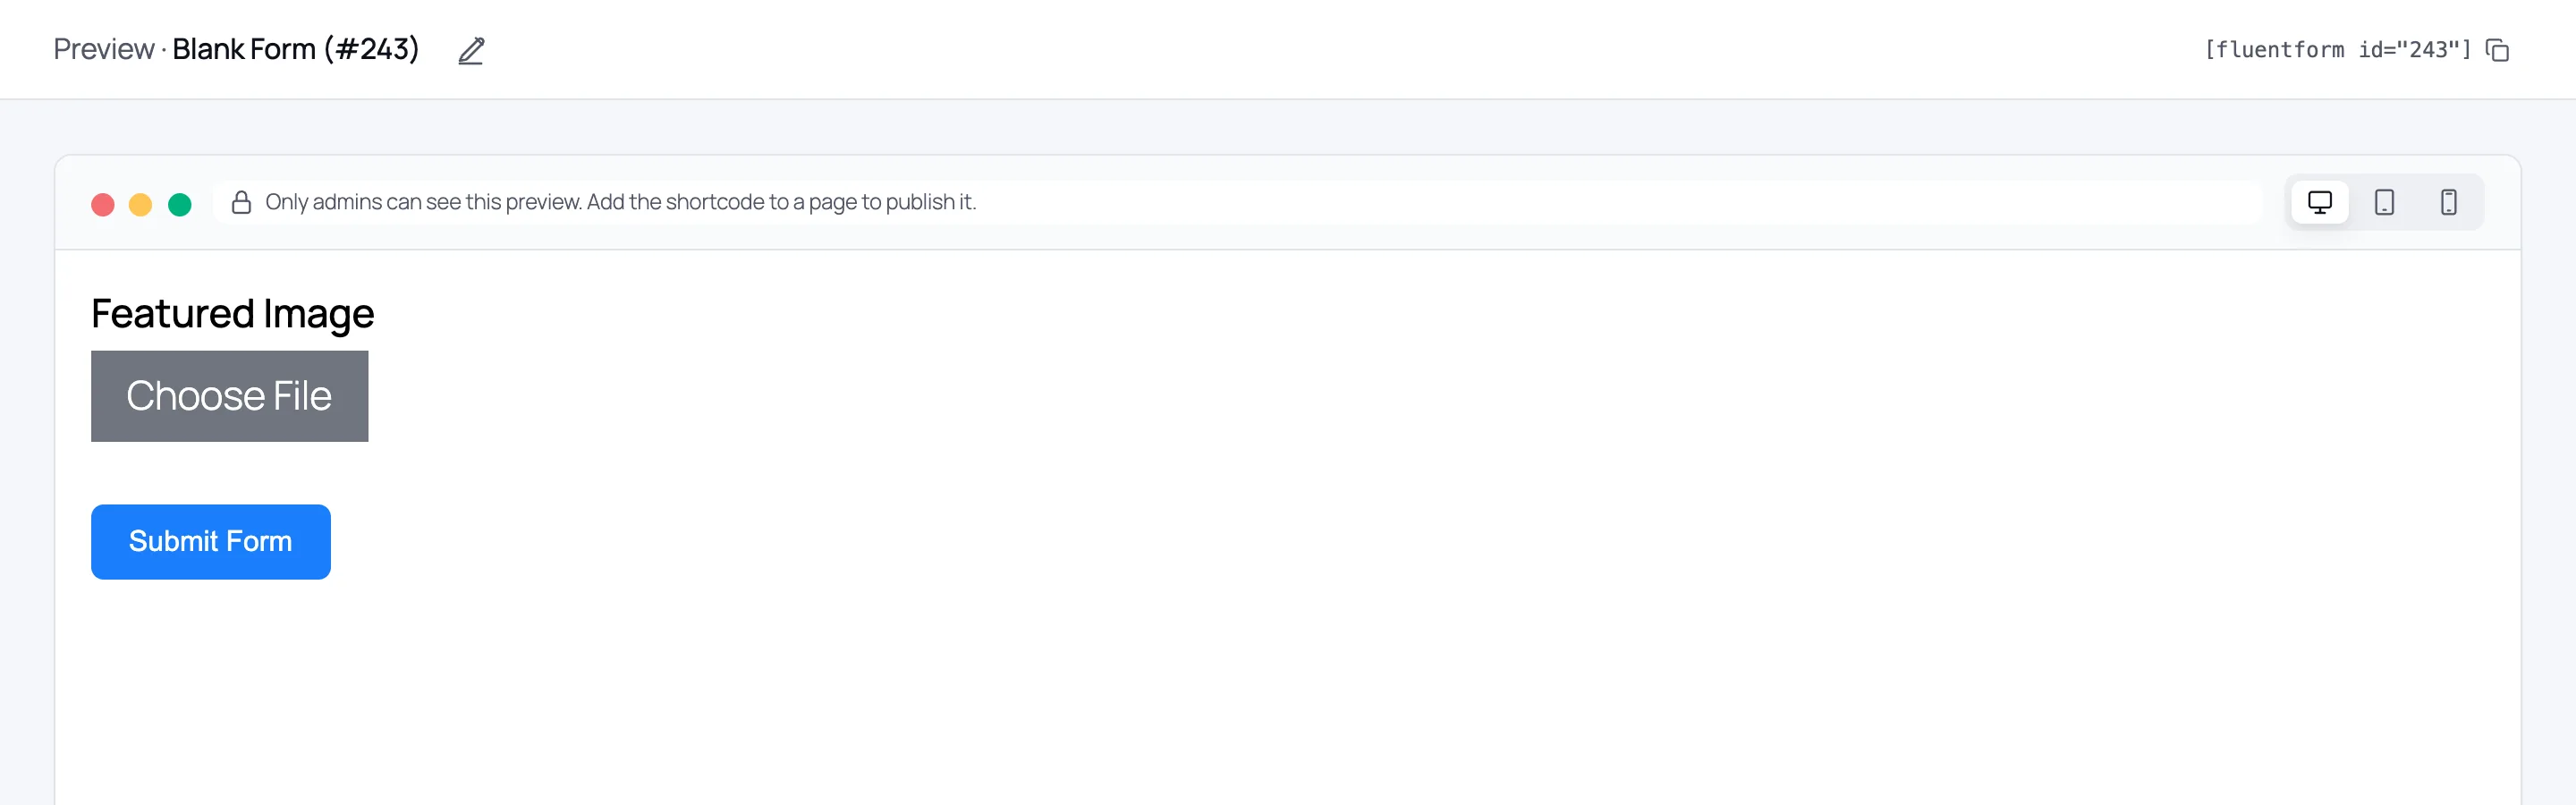 Preview · Blank Form (#243)
[fluentform id="243"]
Only admins can see this preview. Add the shortcode to a page to publish it.
Featured Image
Choose File
Submit Form